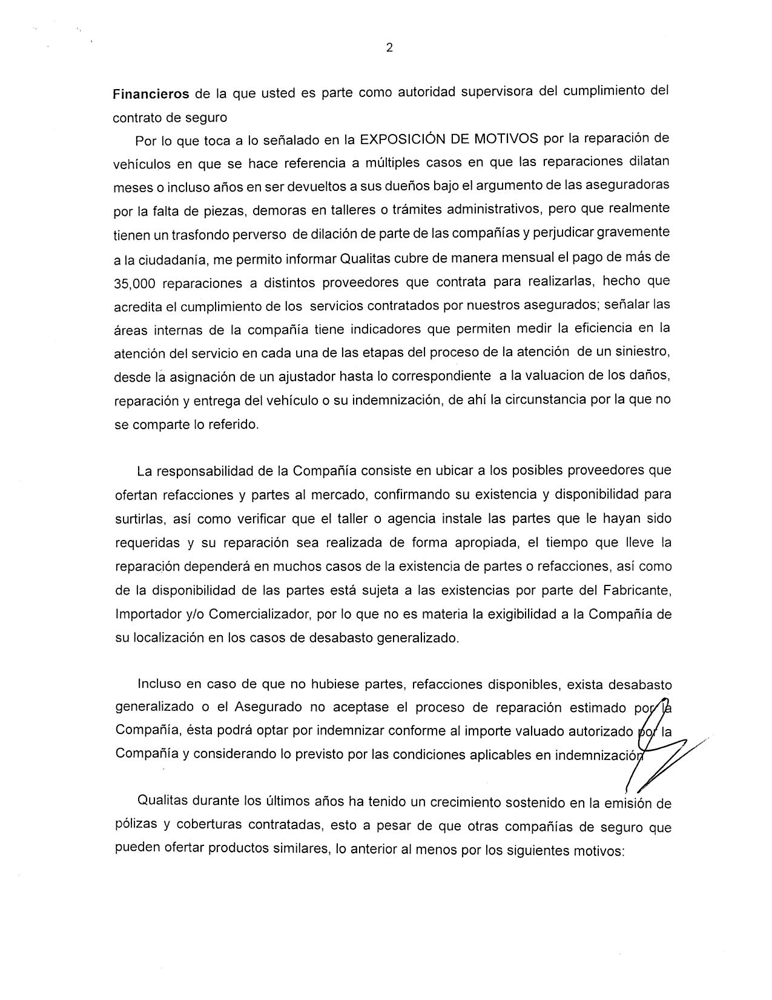 2
Financieros de la que usted es parte como autoridad supervisora del cumplimiento del
contrato de seguro
Por lo que toca a lo señalado en la EXPOSICIÓN DE MOTIVOS por la reparación de
vehículos en que se hace referencia a múltiples casos en que las reparaciones dilatan
meses o incluso años en ser devueltos a sus dueños bajo el argumento de las aseguradoras
por la falta de piezas, demoras en talleres o trámites administrativos, pero que realmente
tienen un trasfondo perverso de dilación de parte de las compañías y perjudicar gravemente
a la ciudadanía, me permito informar Qualitas cubre de manera mensual el pago de más de
35,000 reparaciones a distintos proveedores que contrata para realizarlas, hecho que
acredita el cumplimiento de los servicios contratados por nuestros asegurados; señalar las
áreas internas de la compañía tiene indicadores que permiten medir la eficiencia en la
atención del servicio en cada una de las etapas del proceso de la atención de un siniestro,
desde la asignación de un ajustador hasta lo correspondiente a la valuacion de los daños,
reparación y entrega del vehículo o su indemnización, de ahí la circunstancia por la que no
se comparte lo referido.
La responsabilidad de la Compañía consiste en ubicar a los posibles proveedores que
ofertan refacciones y partes al mercado, confirmando su existencia y disponibilidad para
surtirlas, así como verificar que el taller o agencia instale las partes que le hayan sido
requeridas y su reparación sea realizada de forma apropiada, el tiempo que lleve la
reparación dependerá en muchos casos de la existencia de partes o refacciones, así como
de la disponibilidad de las partes está sujeta a las existencias por parte del Fabricante,
Importador y/o Comercializador, por lo que no es materia la exigibilidad a la Compañía de
su localización en los casos de desabasto generalizado.
Incluso en caso de que no hubiese partes, refacciones disponibles, exista desabasto
generalizado o el Asegurado no aceptase el proceso de reparación estimado por la
Compañía, ésta podrá optar por indemnizar conforme al importe valuado autorizado por la
Compañía y considerando lo previsto por las condiciones aplicables en indemnización
Qualitas durante los últimos años ha tenido un crecimiento sostenido en la emisión de
pólizas y coberturas contratadas, esto a pesar de que otras compañías de seguro que
pueden ofertar productos similares, lo anterior al menos por los siguientes motivos: